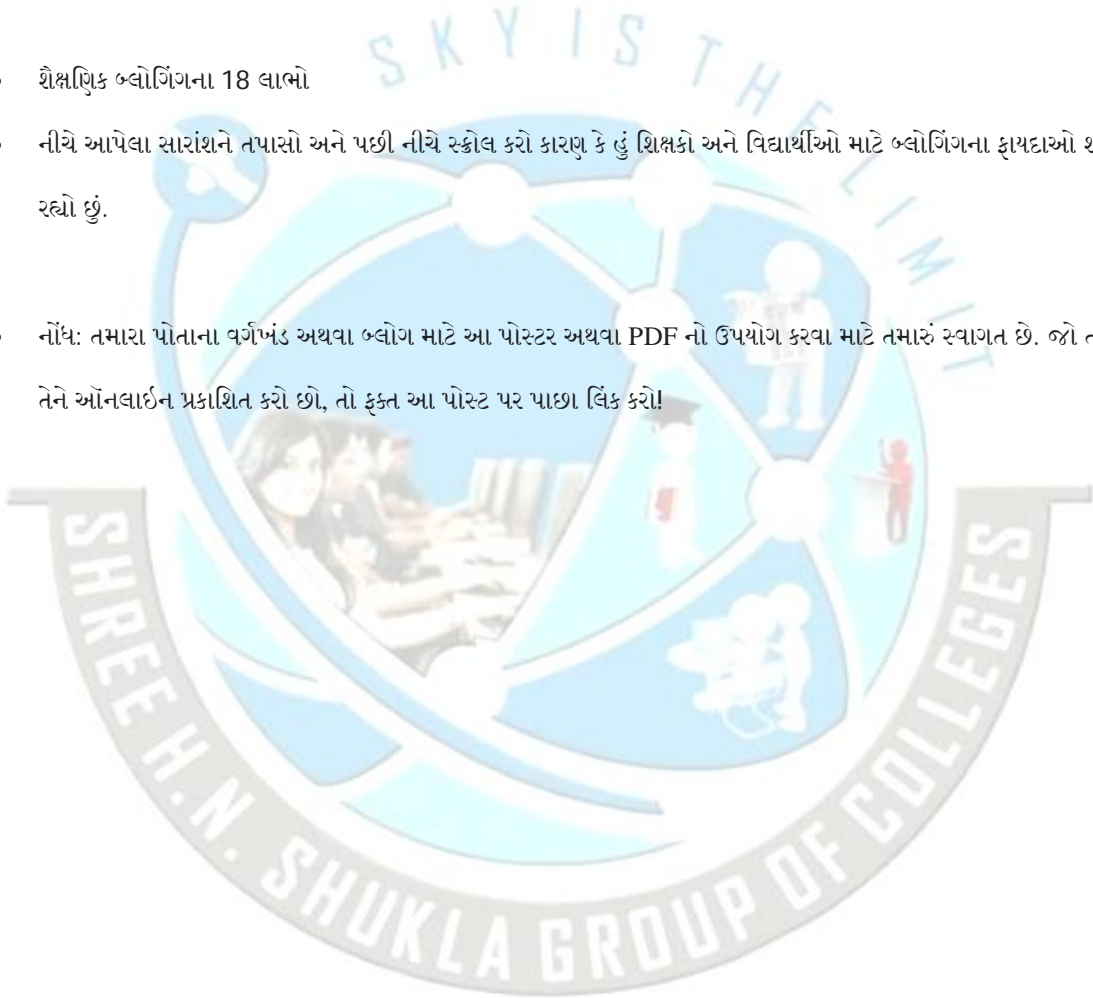 SKY IS THE LIMIT
શૈક્ષણિક બ્લોગિંગના 18 લાભો
નીચે આપેલા સારાંશને તપાસો અને પછી નીચે સ્ક્રોલ કરો કારણ કે હું શિક્ષકો અને વિદ્યાર્થીઓ માટે બ્લોગિંગના ફાયદાઓ
રહ્યો છું.
નોંધ: તમારા પોતાના વર્ગખંડ અથવા બ્લોગ માટે આ પોસ્ટર અથવા PDF નો ઉપયોગ કરવા માટે તમારું સ્વાગત છે. જો
તેને ઑનલાઇન પ્રકાશિત કરો છો, તો ફક્ત આ પોસ્ટ પર પાછા લિંક કરો!
SHREE H.N. SHUKLA GROUP OF COLLEGES